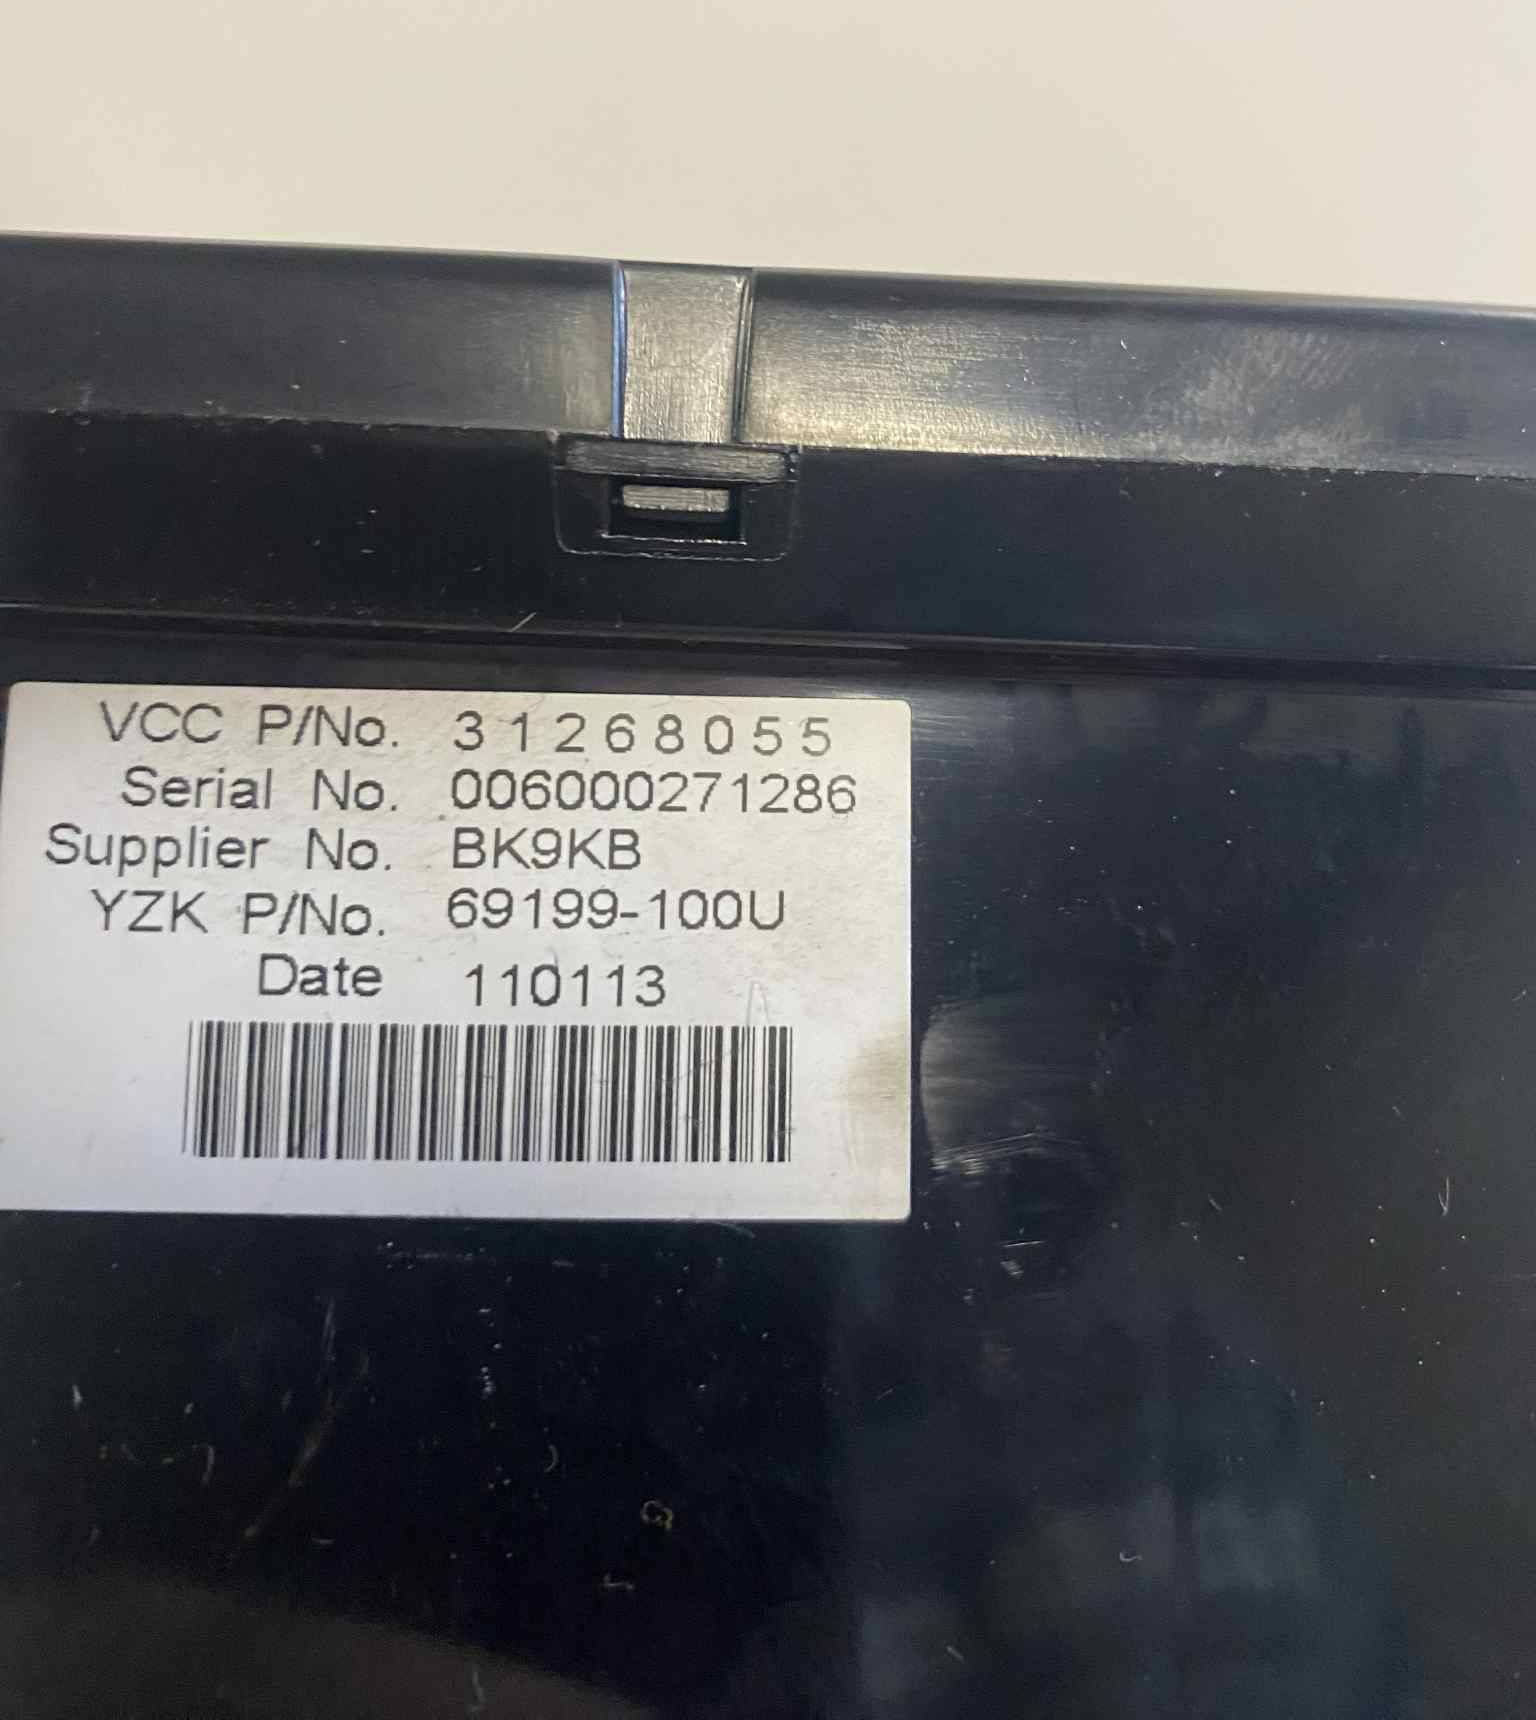 VCC P/No. 31268055
Serial No. 006000271286
Supplier No. BK9KB
YZK P/No. 69199-100U
Date 110113